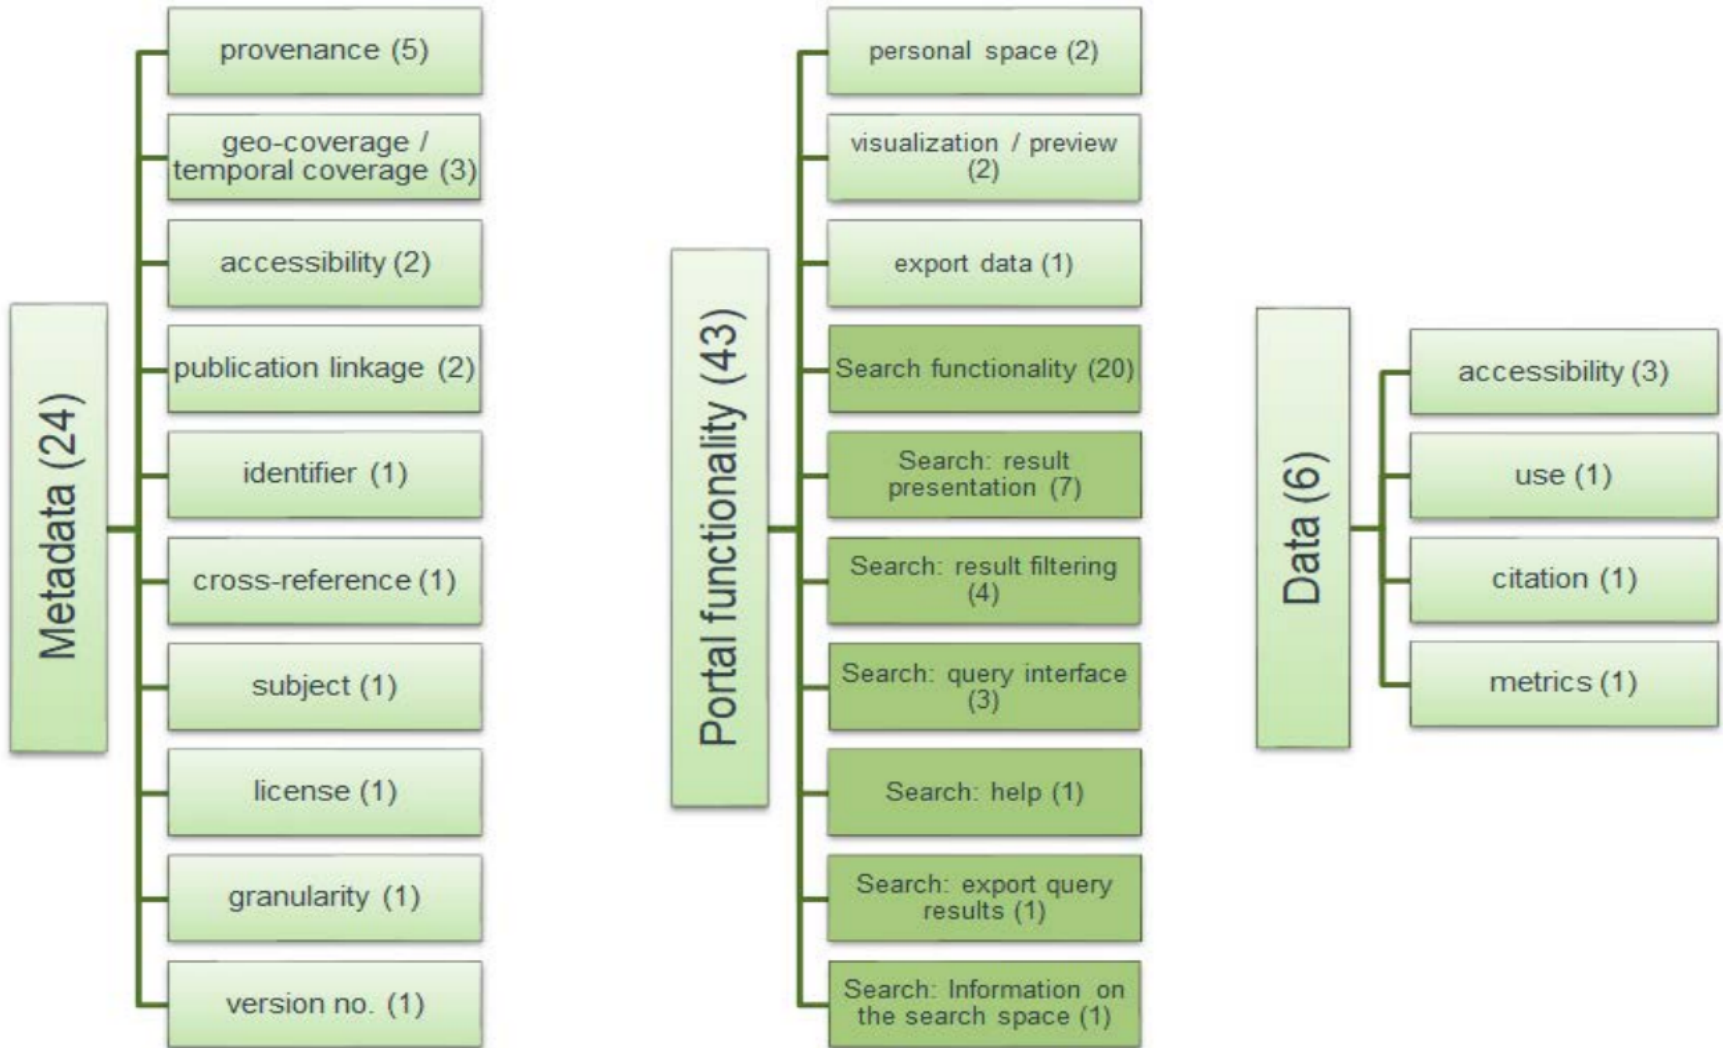 Metadata (24)
provenance (5)
geo-coverage /
temporal coverage (3)
accessibility (2)
publication linkage (2)
identifier (1)
cross-reference (1)
subject (1)
license (1)
granularity (1)
version no. (1)
Portal functionality (43)
personal space (2)
visualization / preview
(2)
export data (1)
Search functionality (20)
Search: result
presentation (7)
Search: result filtering
(4)
Search: query interface
(3)
Search: help (1)
Search: export query
results (1)
Search: Information on
the search space (1)
Data (6)
accessibility (3)
use (1)
citation (1)
metrics (1)